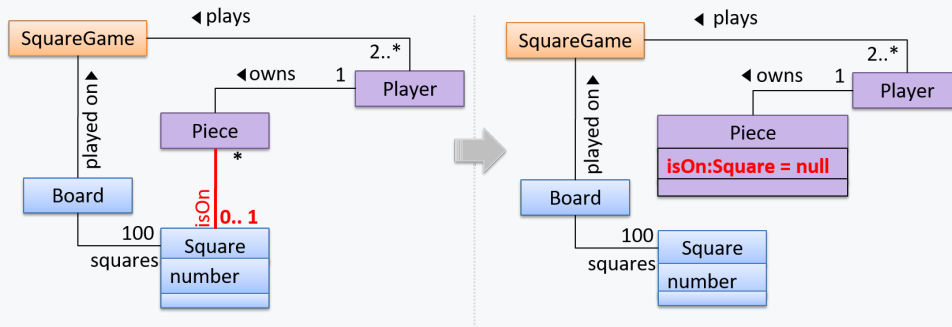 ◀ plays
SquareGame
2..*
◀ owns
1
Player
Piece
*
played on ▶
isOn
0.. 1
Board
100
squares
Square
number
◀ plays
SquareGame
2..*
◀ owns
1
Player
Piece
isOn:Square = null
played on ▶
Board
100
squares
Square
number